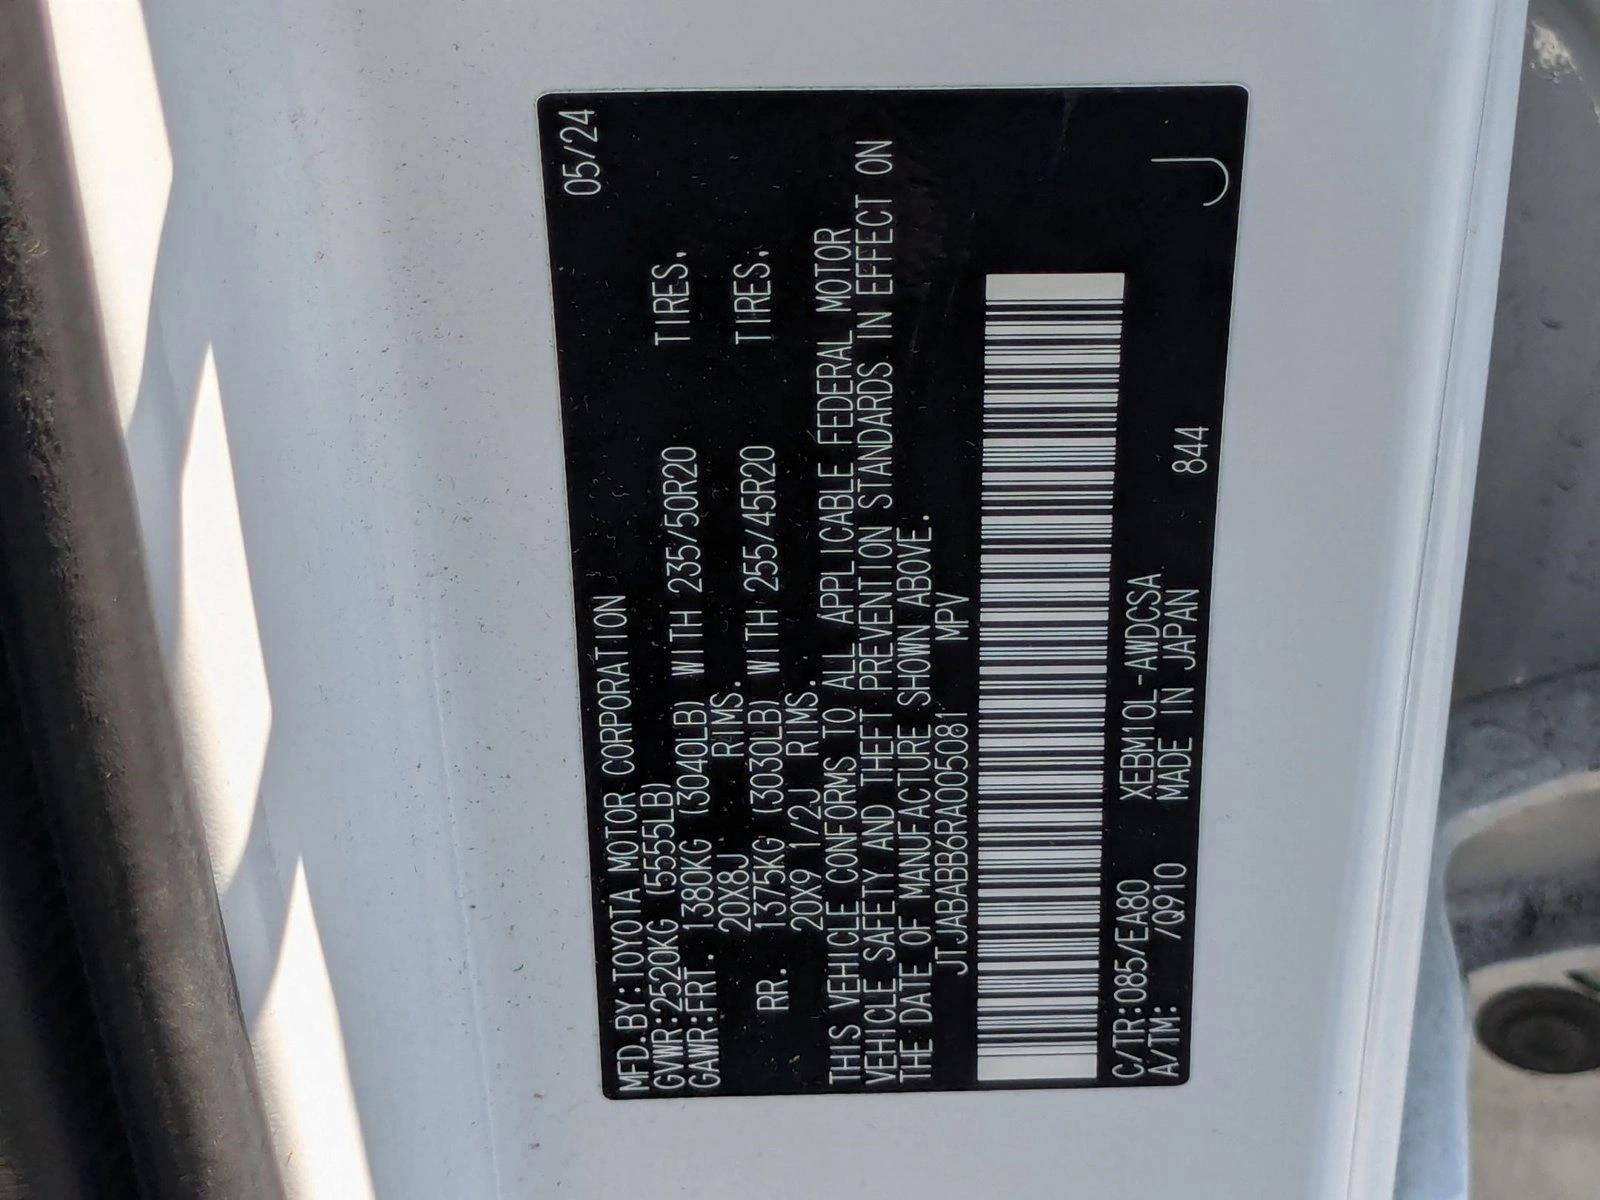 MFD.BY:TOYOTA MOTOR CORPORATION 05/24
GVWR:2520KG (5555LB)
GAWR:FRT. 1380KG (3040LB) WITH 235/50R20 TIRES,
20X8J RIMS.
RR. 1375KG (3030LB) WITH 255/45R20 TIRES,
20X9 1/2J RIMS.
THIS VEHICLE CONFORMS TO ALL APPLICABLE FEDERAL MOTOR
VEHICLE SAFETY AND THEFT PREVENTION STANDARDS IN EFFECT ON
THE DATE OF MANUFACTURE SHOWN ABOVE.
JTJABABB6RA005081 MPV
C/TR:085/EA80 XEBM10L-AWDCSA 844
A/TM: /Q910 MADE IN JAPAN
J